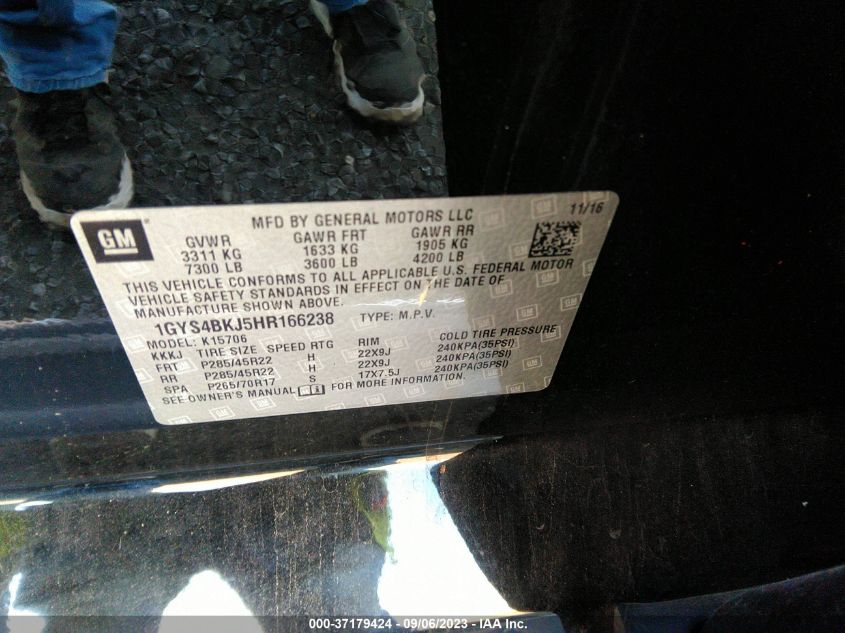 GM
MFD BY GENERAL MOTORS LLC 11/16
GVWR GAWR FRT GAWR RR
3311 KG 1633 KG 1905 KG
7300 LB 3600 LB 4200 LB
THIS VEHICLE CONFORMS TO ALL APPLICABLE U.S. FEDERAL MOTOR
VEHICLE SAFETY STANDARDS IN EFFECT ON THE DATE OF
MANUFACTURE SHOWN ABOVE.
1GYS4BKJ5HR166238 TYPE: M.P.V.
MODEL: K15706
KKKJ TIRE SIZE SPEED RTG RIM COLD TIRE PRESSURE
FRT P285/45R22 H 22X9J 240KPA(35PSI)
RR P285/45R22 H 22X9J 240KPA(35PSI)
SPA P265/70R17 S 17X7.5J 240KPA(35PSI)
SEE OWNER'S MANUAL FOR MORE INFORMATION.
000-37179424 - 09/06/2023 - IAA Inc.